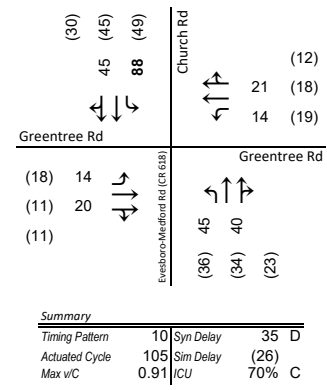 (30) (45) (49)
45 88
Church Rd
(12)
21 (18)
14 (19)
Greentree Rd
Greentree Rd
(18) 14
(11) 20
(11)
Evesboro-Medford Rd (CR 618)
45 40
(36) (34) (23)
Summary
Timing Pattern 10 Syn Delay 35 D
Actuated Cycle 105 Sim Delay (26)
Max v/C 0.91 ICU 70% C